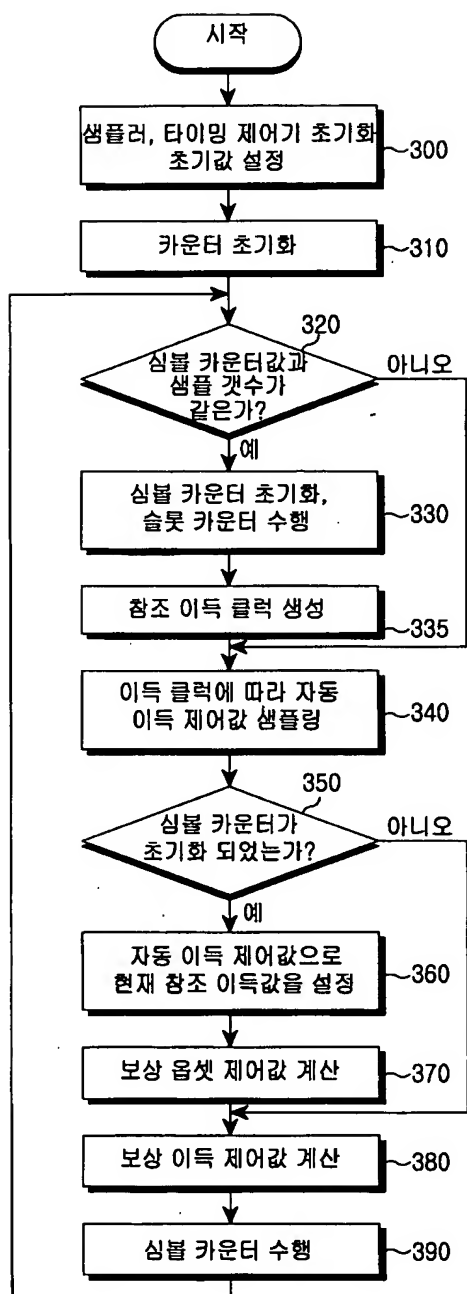 시작
샘플러, 타이밍 제어기 초기화
초기값 설정
300
카운터 초기화
310
320
심볼 카운터값과
샘플 갯수가
같은가?
아니오
예
심볼 카운터 초기화,
슬롯 카운터 수행
330
참조 이득 클럭 생성
335
이득 클럭에 따라 자동
이득 제어값 샘플링
340
350
심볼 카운터가
초기화 되었는가?
아니오
예
자동 이득 제어값으로
현재 참조 이득값을 설정
360
보상 옵셋 제어값 계산
370
보상 이득 제어값 계산
380
심볼 카운터 수행
390